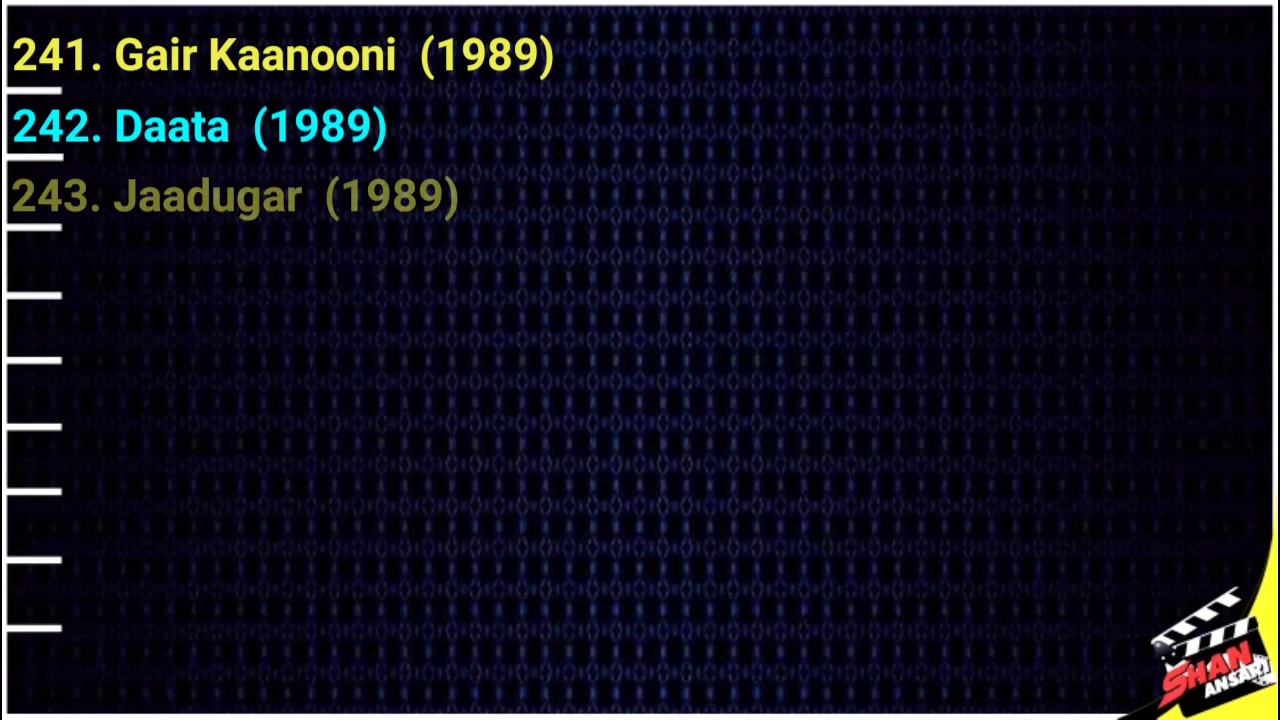 241. Gair Kaanooni (1989)
242. Daata (1989)
243. Jaadugar (1989)
SHAN
ANSARI